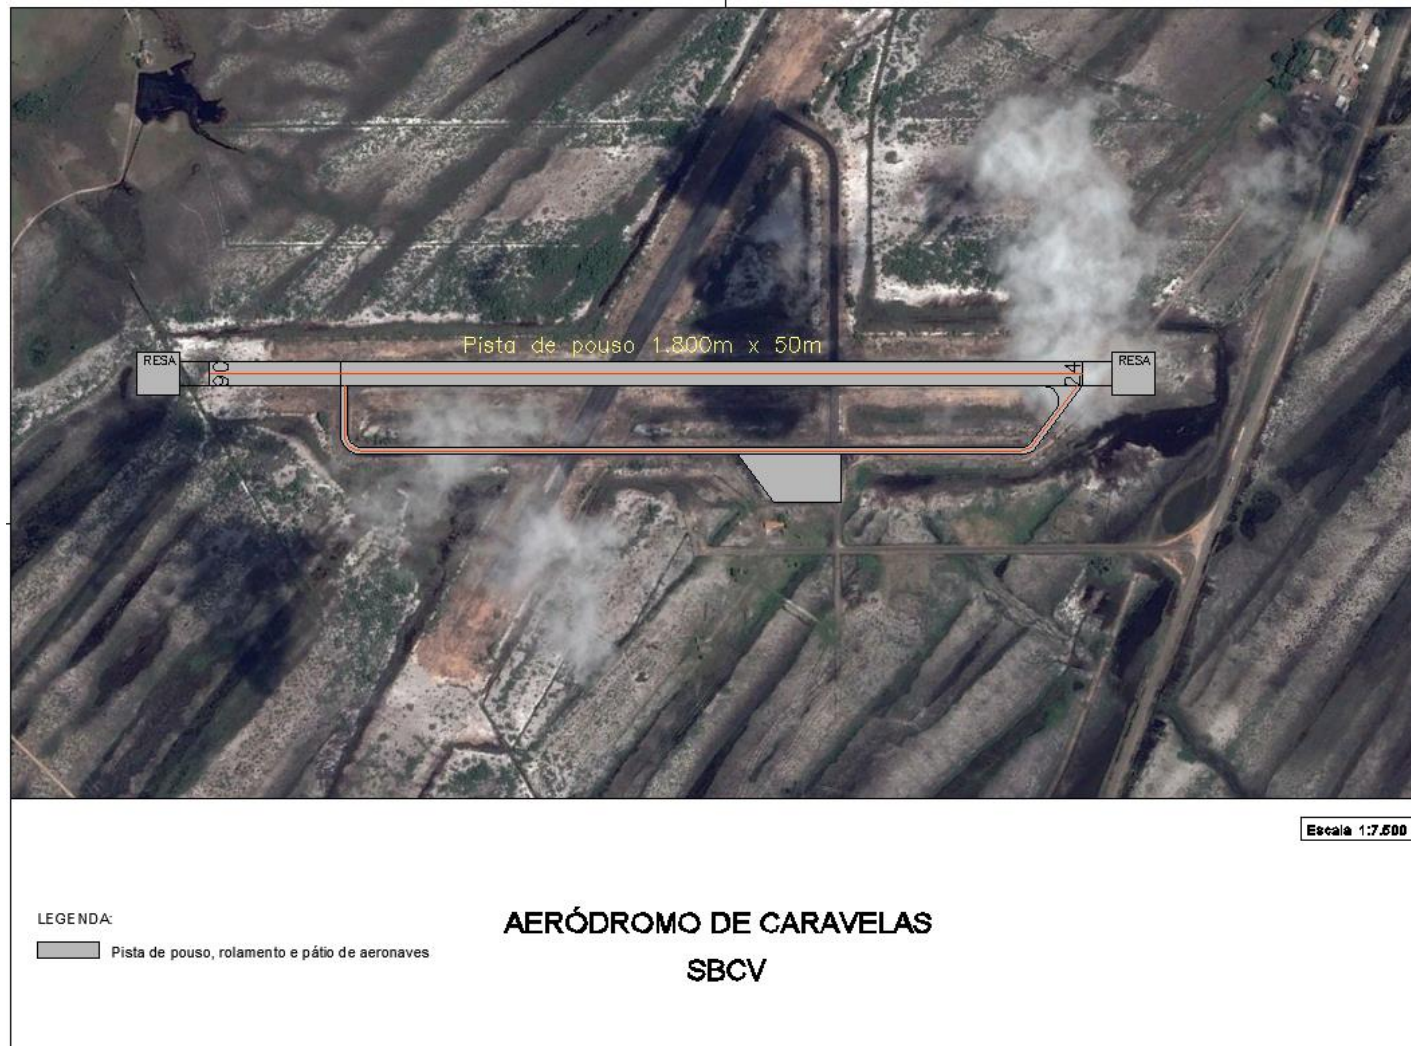 Pista de pouso 1.800m x 50m
RESA
06
24
RESA
Escala 1:7.500
LEGENDA:
Pista de pouso, rolamento e pátio de aeronaves
AERÓDROMO DE CARAVELAS
SBCV